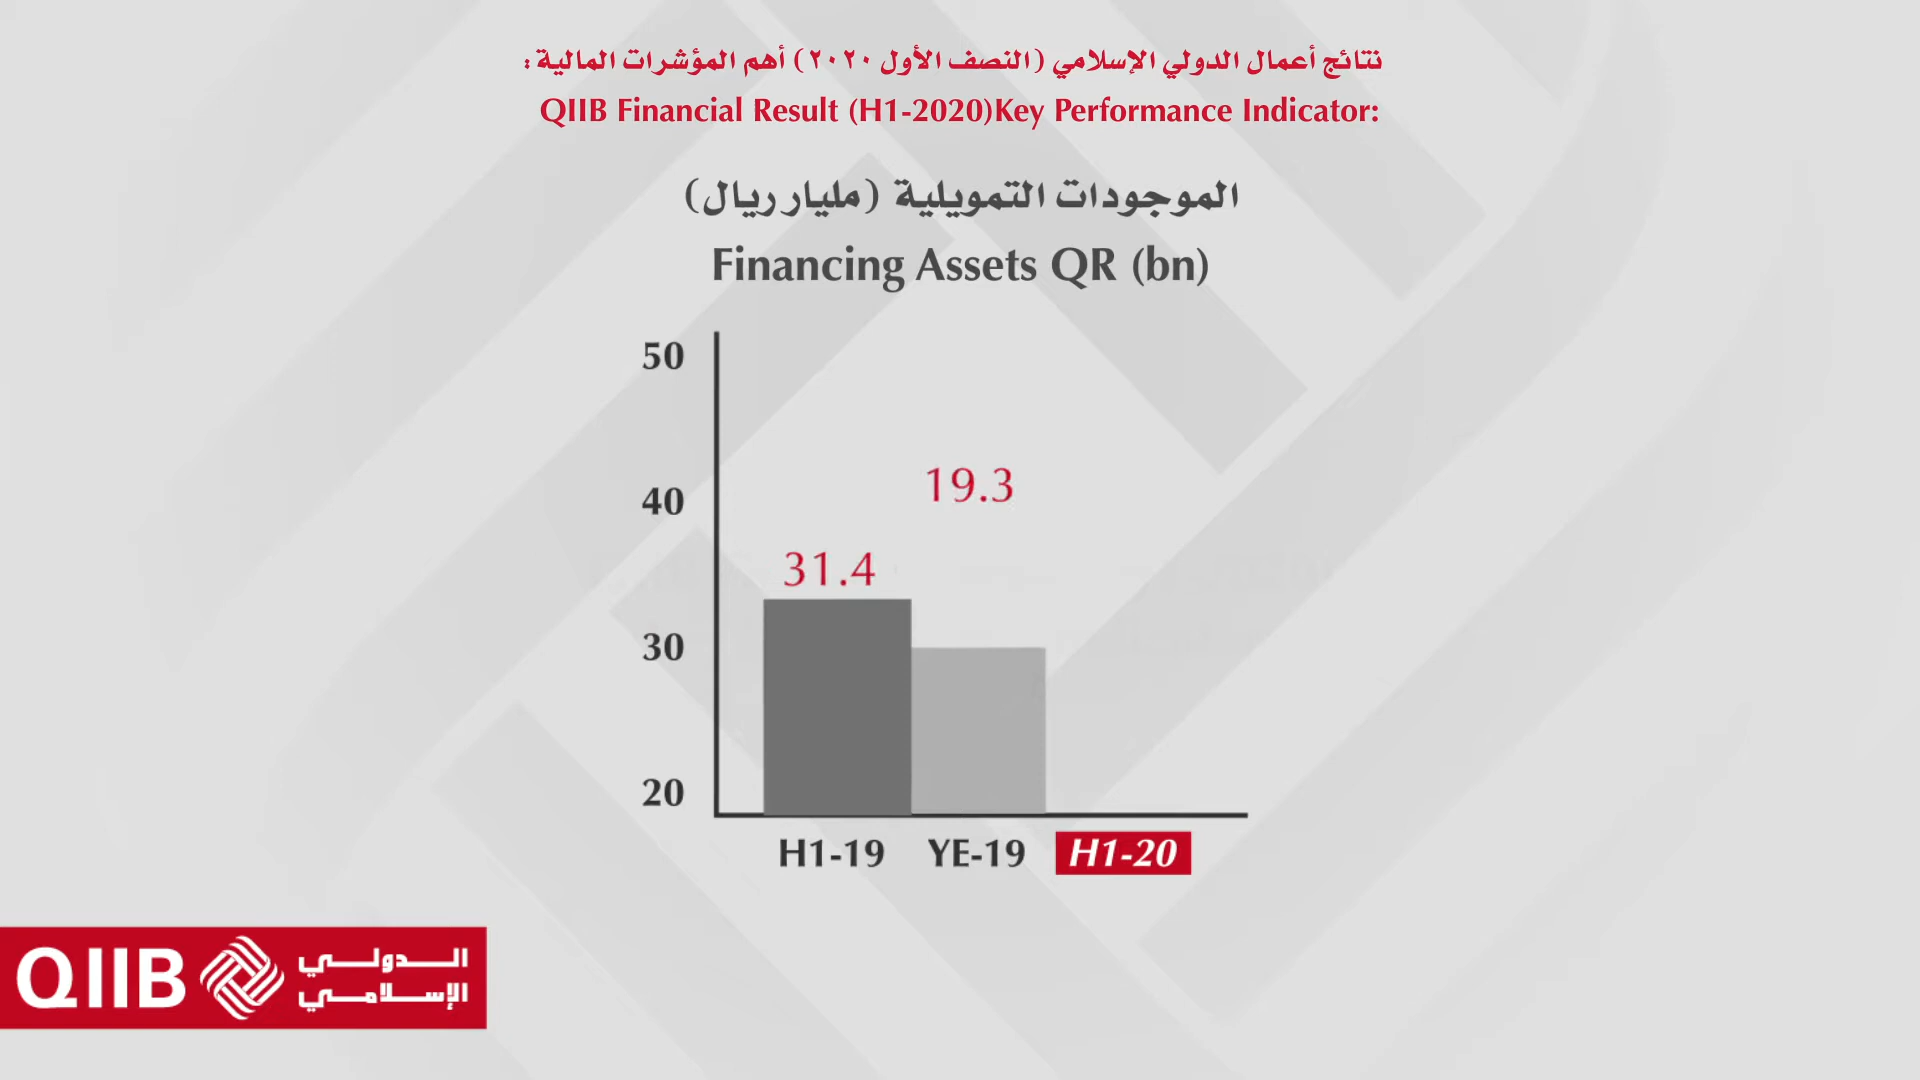 نتائج أعمال الدولي الإسلامي (النصف الأول ٢٠٢٠) أهم المؤشرات المالية :
QIIB Financial Result (H1-2020)Key Performance Indicator:
الموجودات التمويلية (مليار ريال)
Financing Assets QR (bn)
50
40
30
20
19.3
31.4
H1-19 YE-19 H1-20
QIIB الدولي
الإسلامي